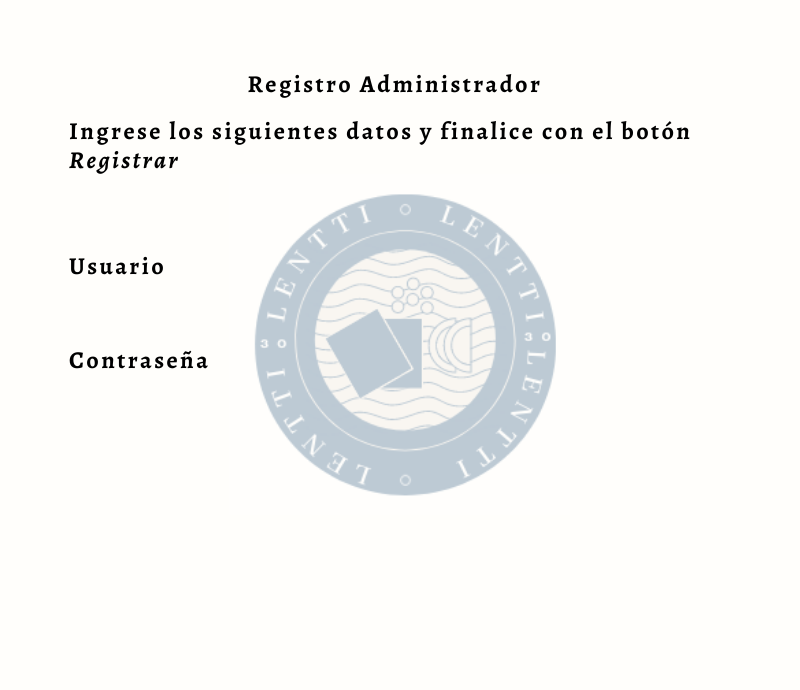 Registro Administrador
Ingrese los siguientes datos y finalice con el botón
Registrar
Usuario
Contraseña
LENTTI ○ LENTTI
3 ○ 3 ○
LENTTI ○ LENTTI